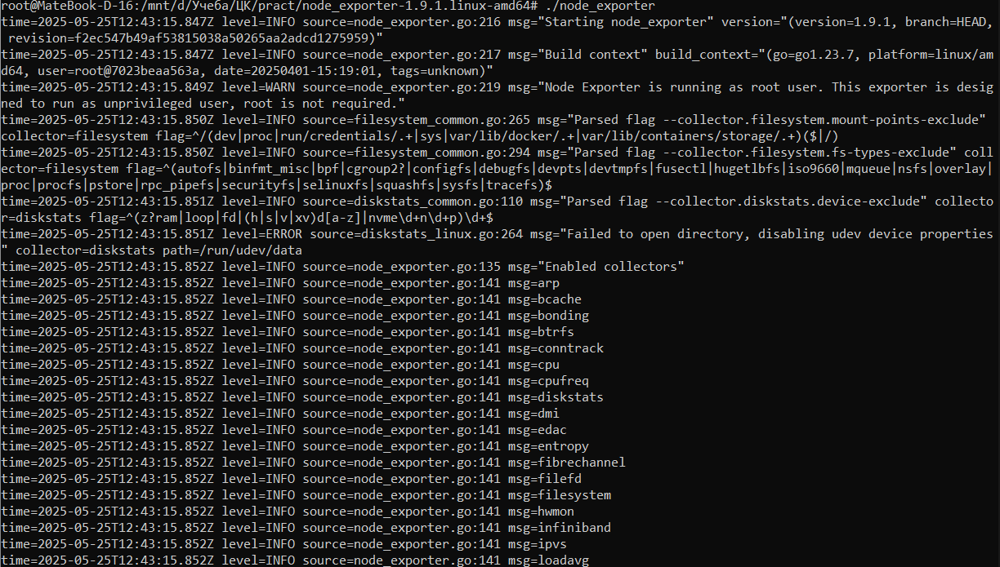 root@MateBook-D-16:/mnt/d/Учеба/ЦК/pract/node_exporter-1.9.1.linux-amd64# ./node_exporter
time=2025-05-25T12:43:15.847Z level=INFO source=node_exporter.go:216 msg="Starting node_exporter" version="(version=1.9.1, branch=HEAD,
 revision=f2ec547b49af53815038a50265aa2adcd1275959)"
time=2025-05-25T12:43:15.847Z level=INFO source=node_exporter.go:217 msg="Build context" build_context="(go=go1.23.7, platform=linux/am
d64, user=root@7023beaa563a, date=20250401-15:19:01, tags=unknown)"
time=2025-05-25T12:43:15.849Z level=WARN source=node_exporter.go:219 msg="Node Exporter is running as root user. This exporter is desig
ned to run as unprivileged user, root is not required."
time=2025-05-25T12:43:15.850Z level=INFO source=filesystem_common.go:265 msg="Parsed flag --collector.filesystem.mount-points-exclude"
collector=filesystem flag=^/(dev|proc|run/credentials/.+|sys|var/lib/docker/.+|var/lib/containers/storage/.+)($|/)
time=2025-05-25T12:43:15.850Z level=INFO source=filesystem_common.go:294 msg="Parsed flag --collector.filesystem.fs-types-exclude" coll
ector=filesystem flag=^(autofs|binfmt_misc|bpf|cgroup2?|configfs|debugfs|devpts|devtmpfs|fusectl|hugetlbfs|iso9660|mqueue|nsfs|overlay|
proc|procfs|pstore|rpc_pipefs|securityfs|selinuxfs|squashfs|sysfs|tracefs)$
time=2025-05-25T12:43:15.851Z level=INFO source=diskstats_common.go:110 msg="Parsed flag --collector.diskstats.device-exclude" collecto
r=diskstats flag=^(z?ram|loop|fd|(h|s|v|xv)d[a-z]|nvme\d+n\d+p)\d+$
time=2025-05-25T12:43:15.851Z level=ERROR source=diskstats_linux.go:264 msg="Failed to open directory, disabling udev device properties
" collector=diskstats path=/run/udev/data
time=2025-05-25T12:43:15.852Z level=INFO source=node_exporter.go:135 msg="Enabled collectors"
time=2025-05-25T12:43:15.852Z level=INFO source=node_exporter.go:141 msg=arp
time=2025-05-25T12:43:15.852Z level=INFO source=node_exporter.go:141 msg=bcache
time=2025-05-25T12:43:15.852Z level=INFO source=node_exporter.go:141 msg=bonding
time=2025-05-25T12:43:15.852Z level=INFO source=node_exporter.go:141 msg=btrfs
time=2025-05-25T12:43:15.852Z level=INFO source=node_exporter.go:141 msg=conntrack
time=2025-05-25T12:43:15.852Z level=INFO source=node_exporter.go:141 msg=cpu
time=2025-05-25T12:43:15.852Z level=INFO source=node_exporter.go:141 msg=cpufreq
time=2025-05-25T12:43:15.852Z level=INFO source=node_exporter.go:141 msg=diskstats
time=2025-05-25T12:43:15.852Z level=INFO source=node_exporter.go:141 msg=dmi
time=2025-05-25T12:43:15.852Z level=INFO source=node_exporter.go:141 msg=edac
time=2025-05-25T12:43:15.852Z level=INFO source=node_exporter.go:141 msg=entropy
time=2025-05-25T12:43:15.852Z level=INFO source=node_exporter.go:141 msg=fibrechannel
time=2025-05-25T12:43:15.852Z level=INFO source=node_exporter.go:141 msg=filefd
time=2025-05-25T12:43:15.852Z level=INFO source=node_exporter.go:141 msg=filesystem
time=2025-05-25T12:43:15.852Z level=INFO source=node_exporter.go:141 msg=hwmon
time=2025-05-25T12:43:15.852Z level=INFO source=node_exporter.go:141 msg=infiniband
time=2025-05-25T12:43:15.852Z level=INFO source=node_exporter.go:141 msg=ipvs
time=2025-05-25T12:43:15.852Z level=INFO source=node_exporter.go:141 msg=loadavg